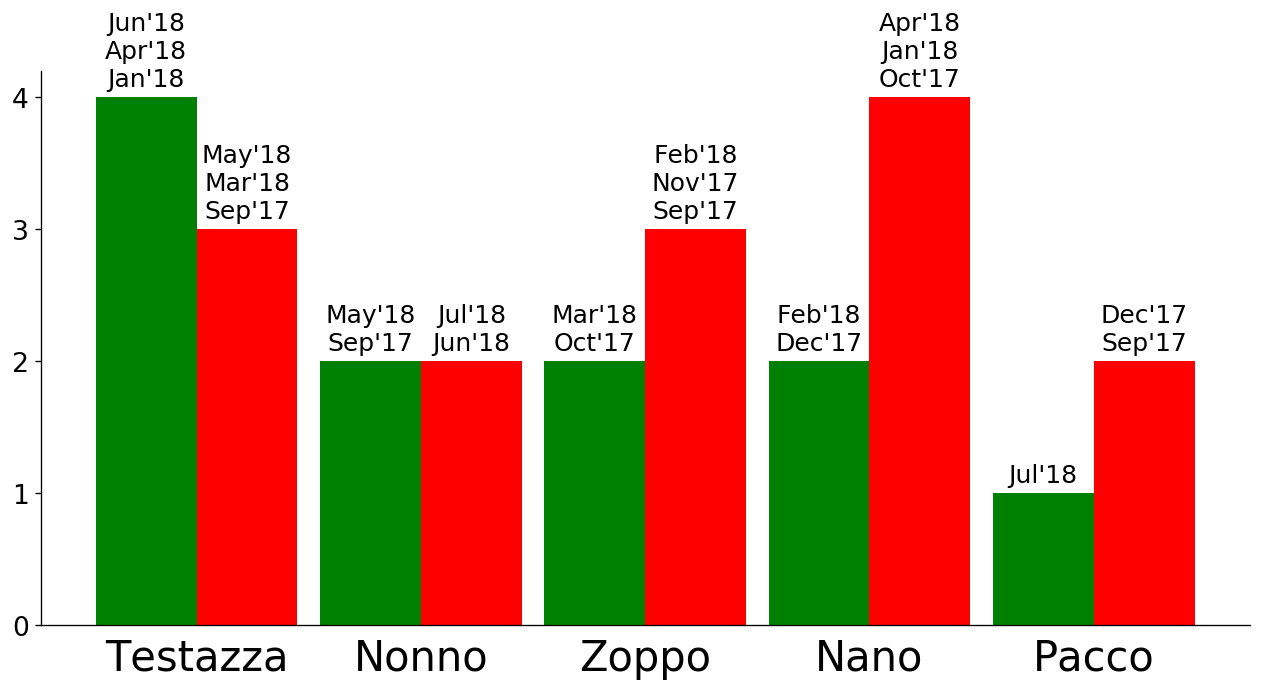 Jun'18
Apr'18
Jan'18
May'18
Mar'18
Sep'17
May'18
Sep'17
Jul'18
Jun'18
Mar'18
Oct'17
Feb'18
Nov'17
Sep'17
Feb'18
Dec'17
Apr'18
Jan'18
Oct'17
Jul'18
Dec'17
Sep'17
4
3
2
1
0
Testazza
Nonno
Zoppo
Nano
Pacco